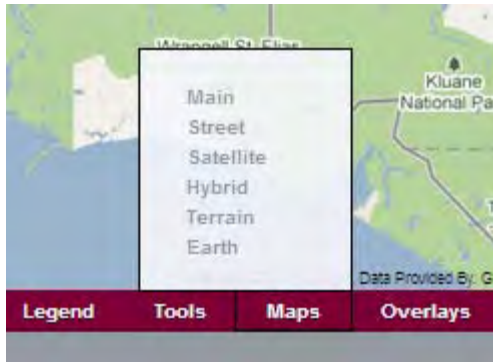 Wrangell St. Elias
Kluane
National Pa
Main
Street
Satellite
Hybrid
Terrain
Earth
Data Provided By: G
Legend Tools Maps Overlays